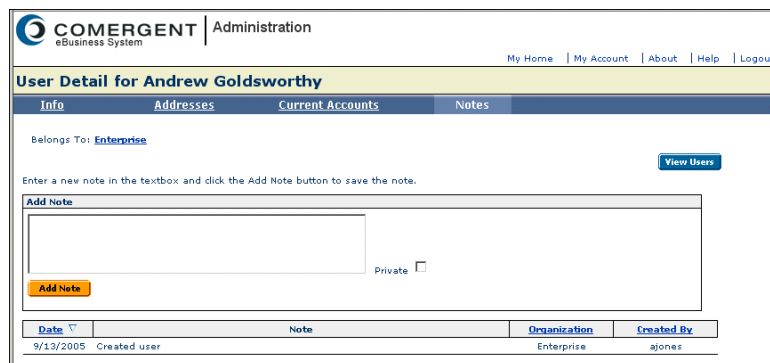 COMERGENT Administration
eBusiness System
My Home | My Account | About | Help | Logou
User Detail for Andrew Goldsworthy
Info Addresses Current Accounts Notes
Belongs To: Enterprise
View Users
Enter a new note in the textbox and click the Add Note button to save the note.
Add Note
Private
Add Note
Date Note Organization Created By
9/13/2005 Created user Enterprise ajones